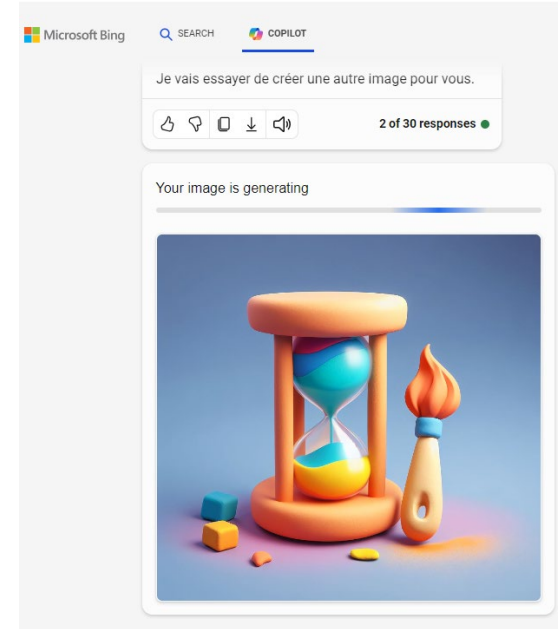 Microsoft Bing
SEARCH
COPILOT
Je vais essayer de créer une autre image pour vous.
2 of 30 responses
Your image is generating